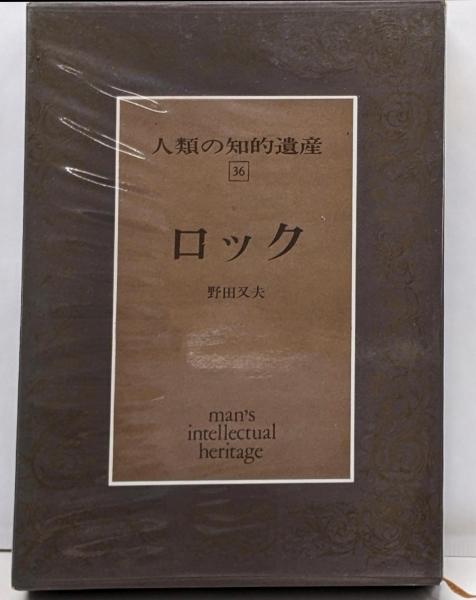 人類の知的遺産
36
ロック
野田又夫
man's
intellectual
heritage